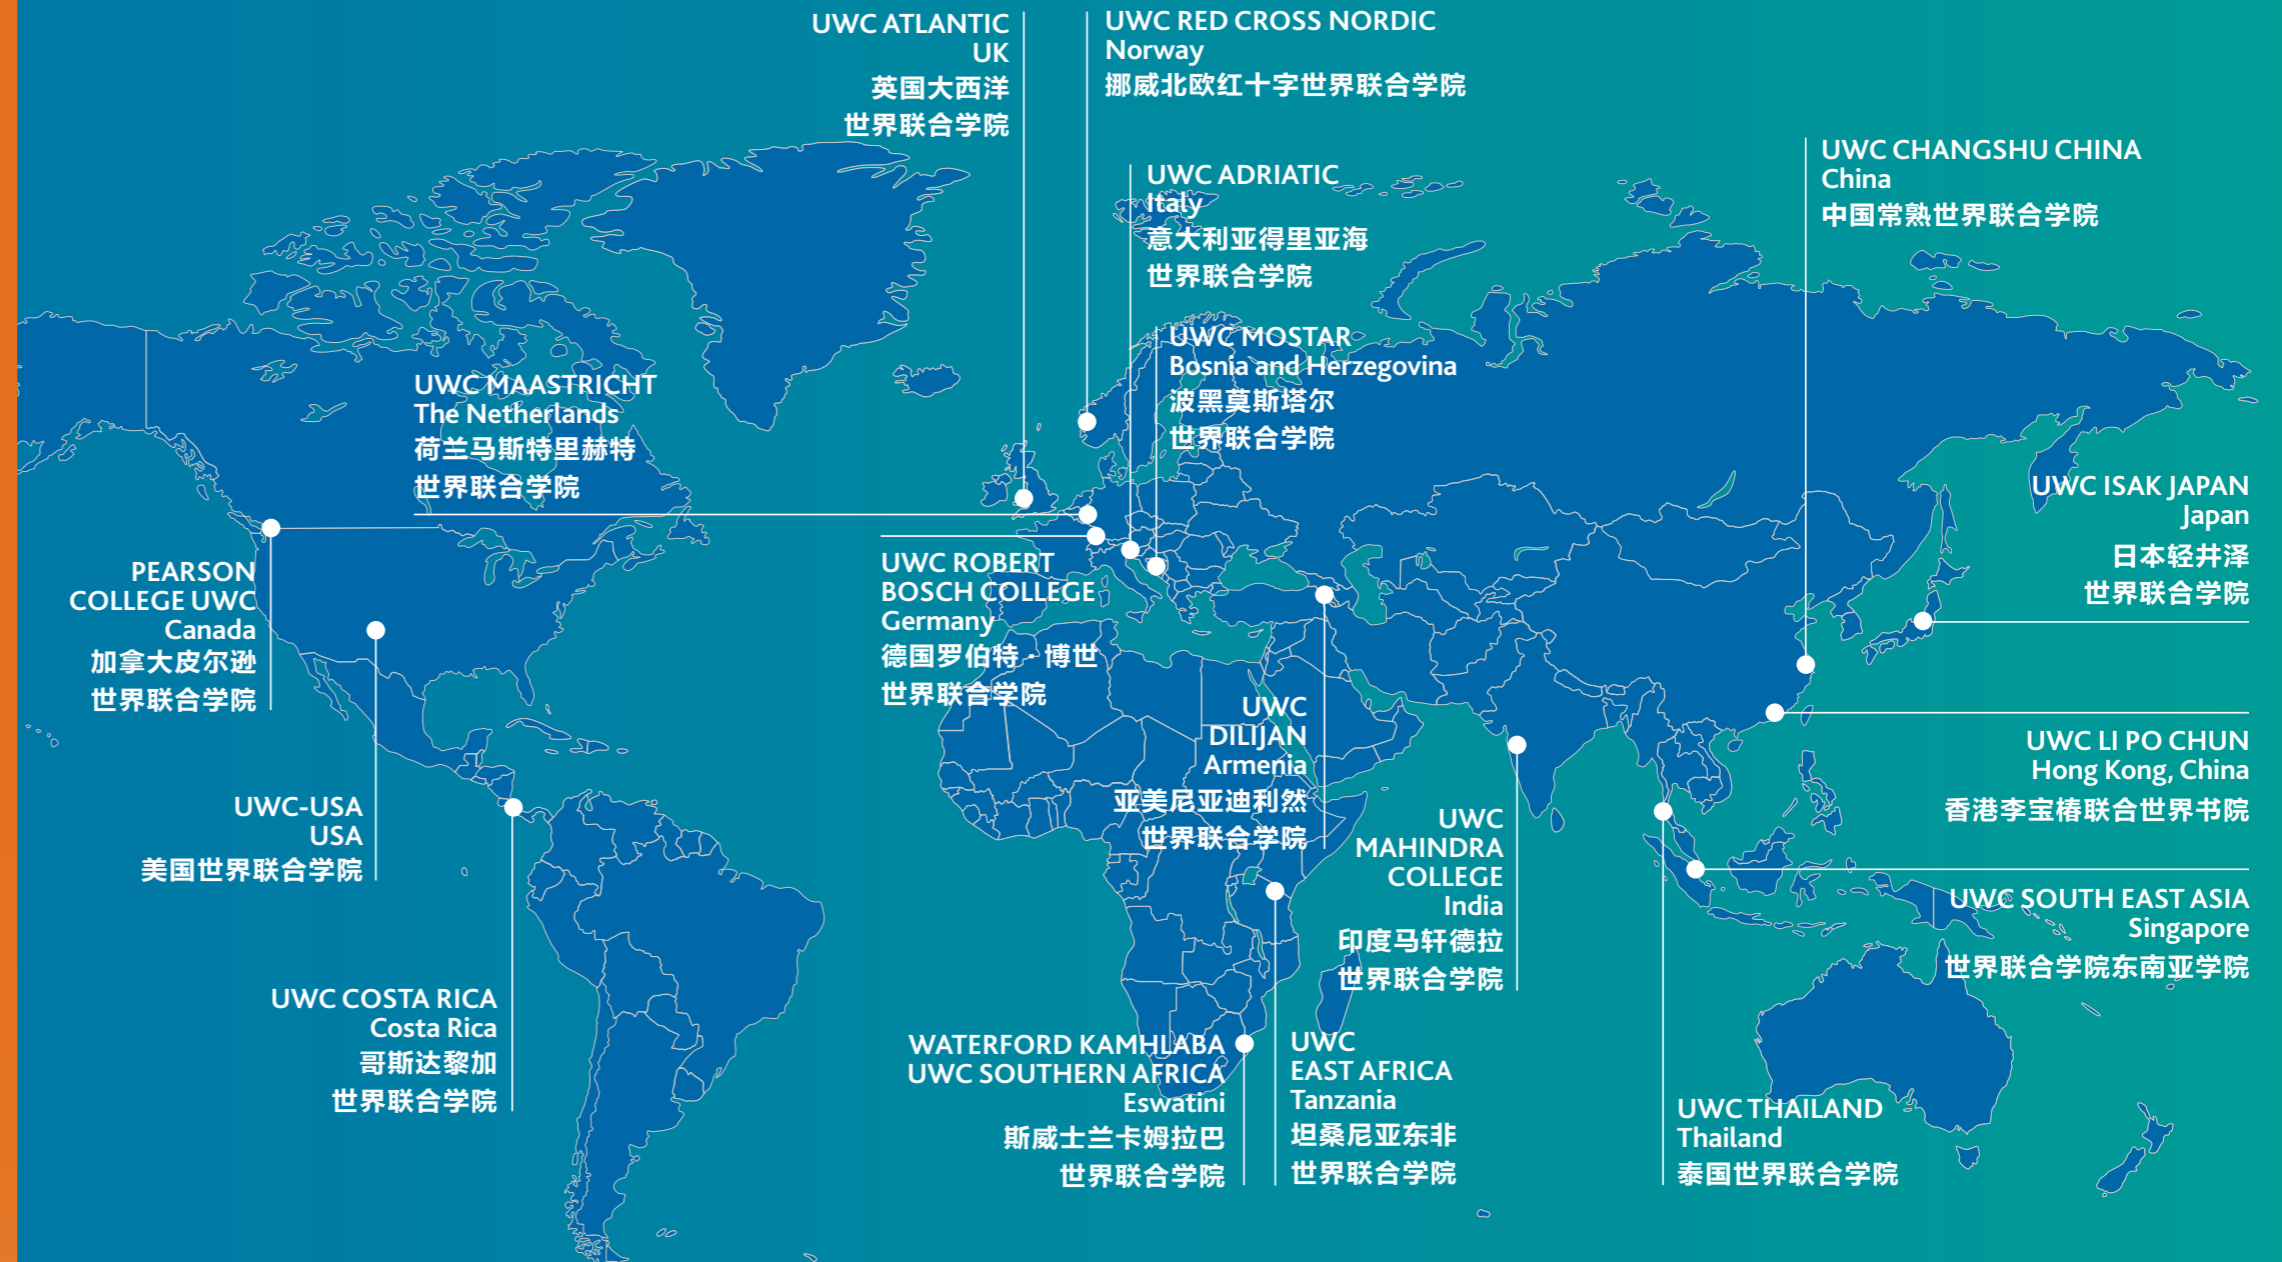 UWC ATLANTIC
UK
英国大西洋
世界联合学院
UWC RED CROSS NORDIC
Norway
挪威北欧红十字世界联合学院
UWC ADRIATIC
Italy
意大利亚得里亚海
世界联合学院
UWC CHANGSHU CHINA
China
中国常熟世界联合学院
UWC MOSTAR
Bosnia and Herzegovina
波黑莫斯塔尔
世界联合学院
UWC MAASTRICHT
The Netherlands
荷兰马斯特里赫特
世界联合学院
UWC ISAK JAPAN
Japan
日本轻井泽
世界联合学院
PEARSON
COLLEGE UWC
Canada
加拿大皮尔逊
世界联合学院
UWC ROBERT
BOSCH COLLEGE
Germany
德国罗伯特·博世
世界联合学院
UWC
DILIJAN
Armenia
亚美尼亚迪利然
世界联合学院
UWC LI PO CHUN
Hong Kong, China
香港李宝椿联合世界书院
UWC-USA
USA
美国世界联合学院
UWC
MAHINDRA
COLLEGE
India
印度马轩德拉
世界联合学院
UWC SOUTH EAST ASIA
Singapore
世界联合学院东南亚学院
UWC COSTA RICA
Costa Rica
哥斯达黎加
世界联合学院
WATERFORD KAMHLABA
UWC SOUTHERN AFRICA
Eswatini
斯威士兰卡姆拉巴
世界联合学院
UWC
EAST AFRICA
Tanzania
坦桑尼亚东非
世界联合学院
UWC THAILAND
Thailand
泰国世界联合学院